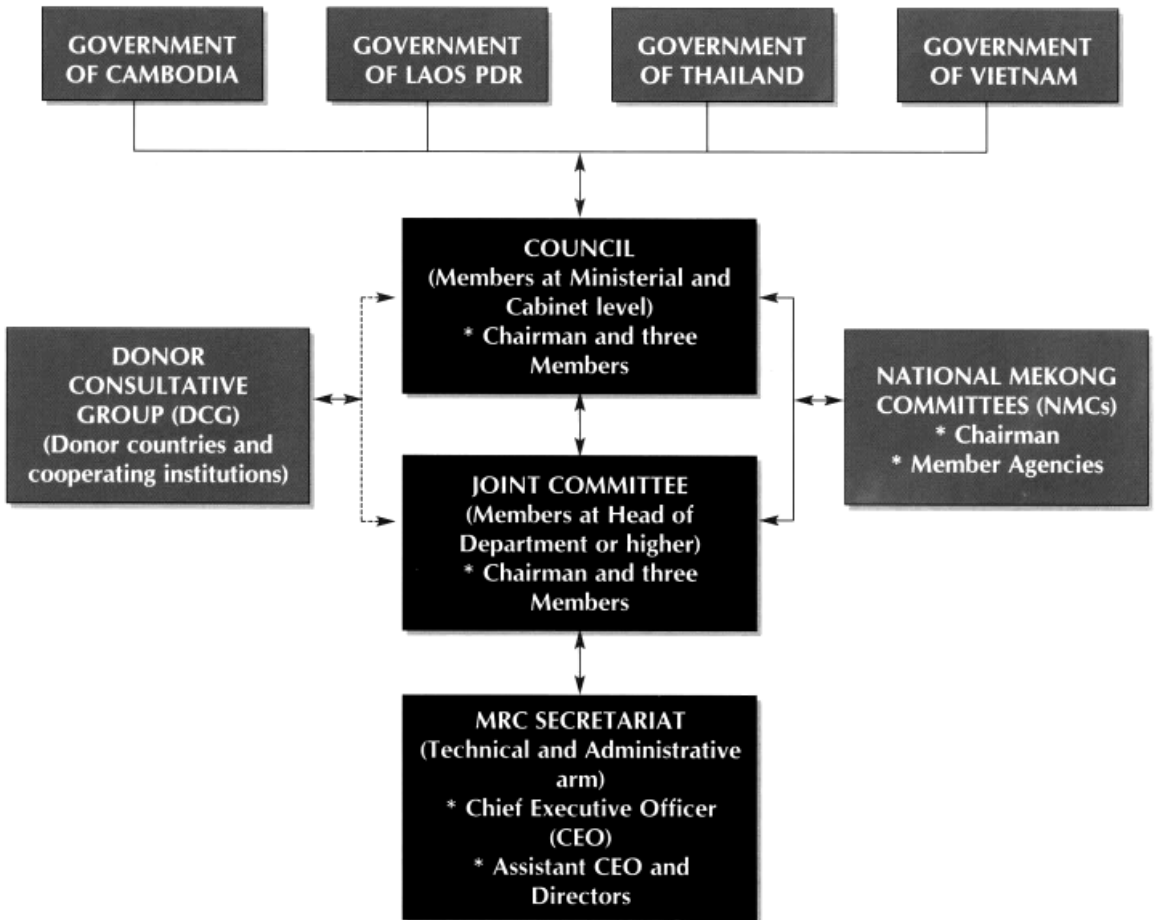 GOVERNMENT
OF CAMBODIA
GOVERNMENT
OF LAOS PDR
GOVERNMENT
OF THAILAND
GOVERNMENT
OF VIETNAM
COUNCIL
(Members at Ministerial and
Cabinet level)
* Chairman and three
Members
DONOR
CONSULTATIVE
GROUP (DCG)
(Donor countries and
cooperating institutions)
NATIONAL MEKONG
COMMITTEES (NMCs)
* Chairman
* Member Agencies
JOINT COMMITTEE
(Members at Head of
Department or higher)
* Chairman and three
Members
MRC SECRETARIAT
(Technical and Administrative
arm)
* Chief Executive Officer
(CEO)
* Assistant CEO and
Directors